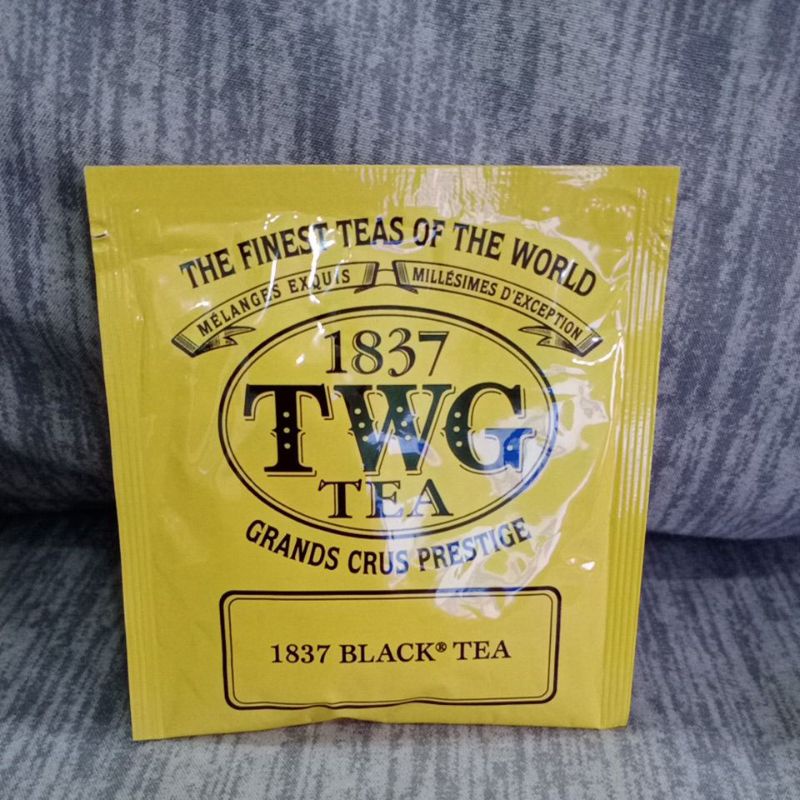 THE FINEST TEAS OF THE WORLD
MÉLANGES EXQUIS MILLÉSIMES D'EXCEPTION
1837
TWG
TEA
GRANDS CRUS PRESTIGE
1837 BLACK® TEA